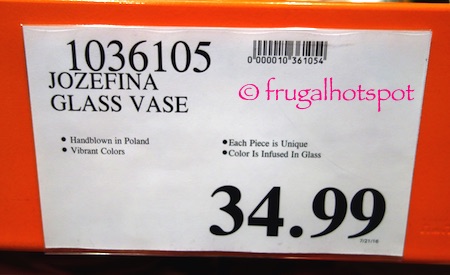 1036105
0000010361054
JOZEFINA
GLASS VASE
© frugalhotspot
● Handblown in Poland
● Vibrant Colors
● Each Piece is Unique
● Color Is Infused In Glass
34.99
7/21/16